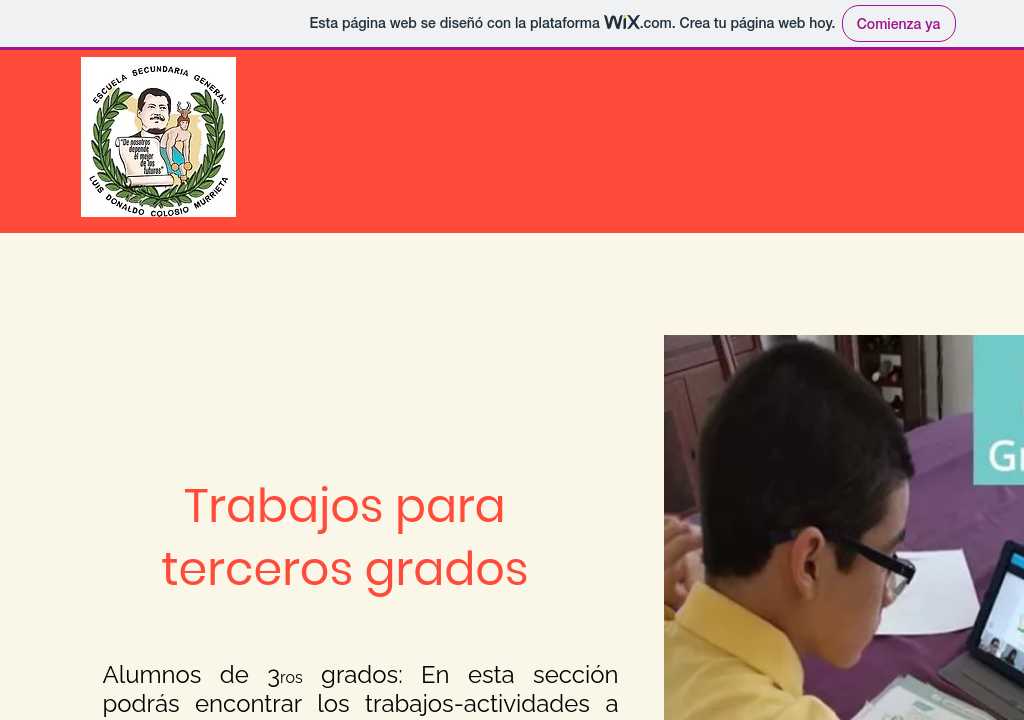 Esta página web se diseñó con la plataforma WiX.com. Crea tu página web hoy. Comienza ya
ESCUELA SECUNDARIA GENERAL
"De nosotros
depende
el mejor
de los
futuros"
LUIS DONALDO COLOSIO MURRIETA
Gr
Trabajos para
terceros grados
Alumnos de 3ros grados: En esta sección
podrás encontrar los trabajos-actividades a